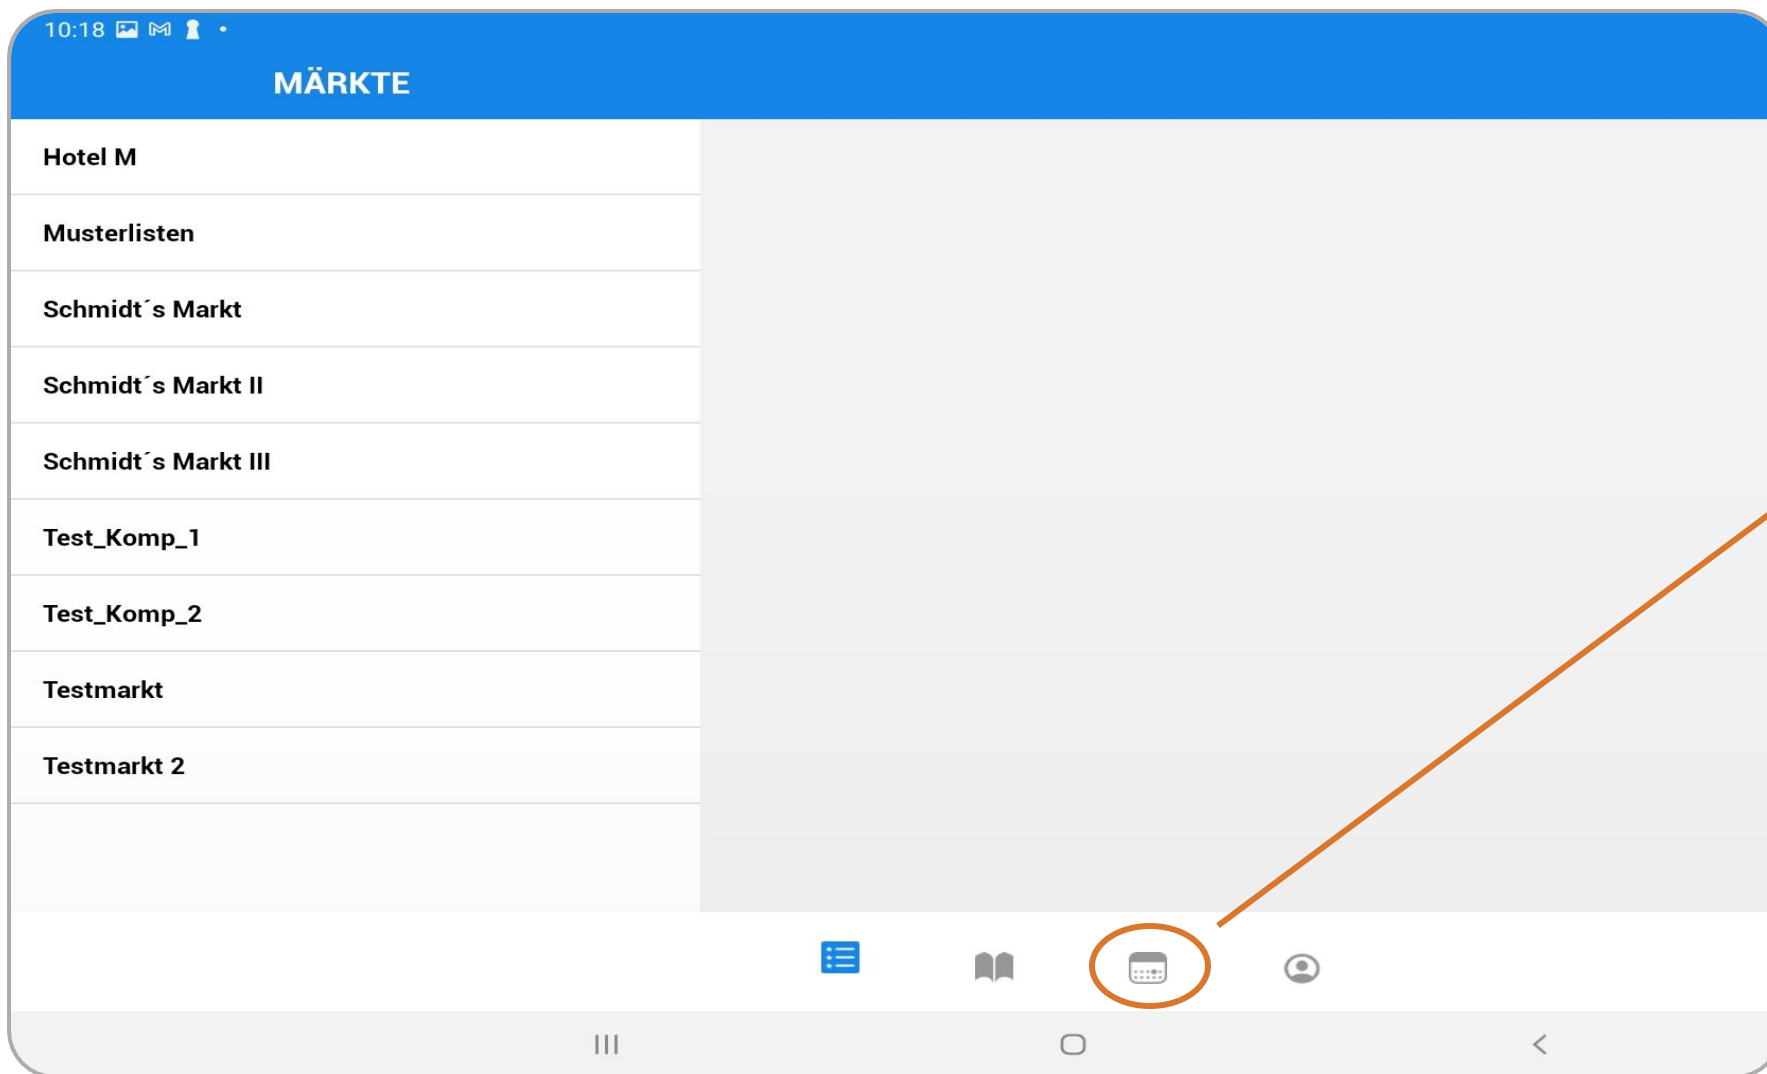 10:18
MÄRKTE
Hotel M
Musterlisten
Schmidt´s Markt
Schmidt´s Markt II
Schmidt´s Markt III
Test_Komp_1
Test_Komp_2
Testmarkt
Testmarkt 2